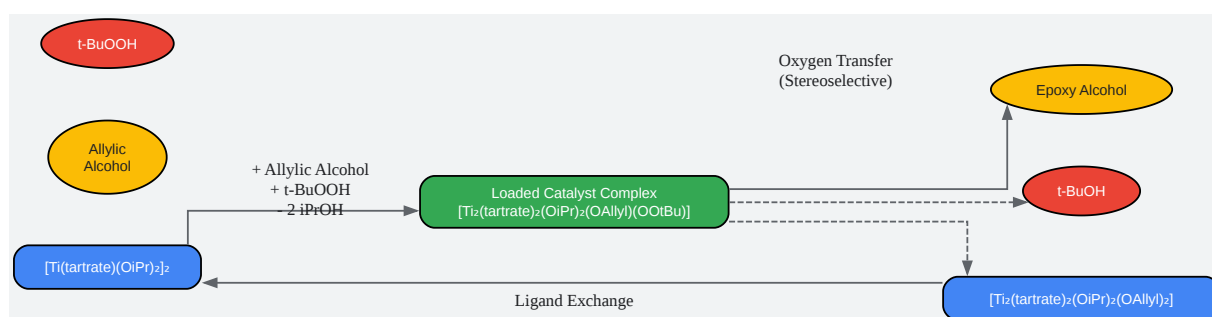 t-BuOOH
Oxygen Transfer
(Stereoselective)
Epoxy Alcohol
Allylic
Alcohol
+ Allylic Alcohol
+ t-BuOOH
- 2 iPrOH
Loaded Catalyst Complex
[Ti₂(tartrate)₂(OiPr)₂(OAllyl)(OOtBu)]
t-BuOH
[Ti(tartrate)(OiPr)₂]₂
Ligand Exchange
[Ti₂(tartrate)₂(OiPr)₂(OAllyl)₂]